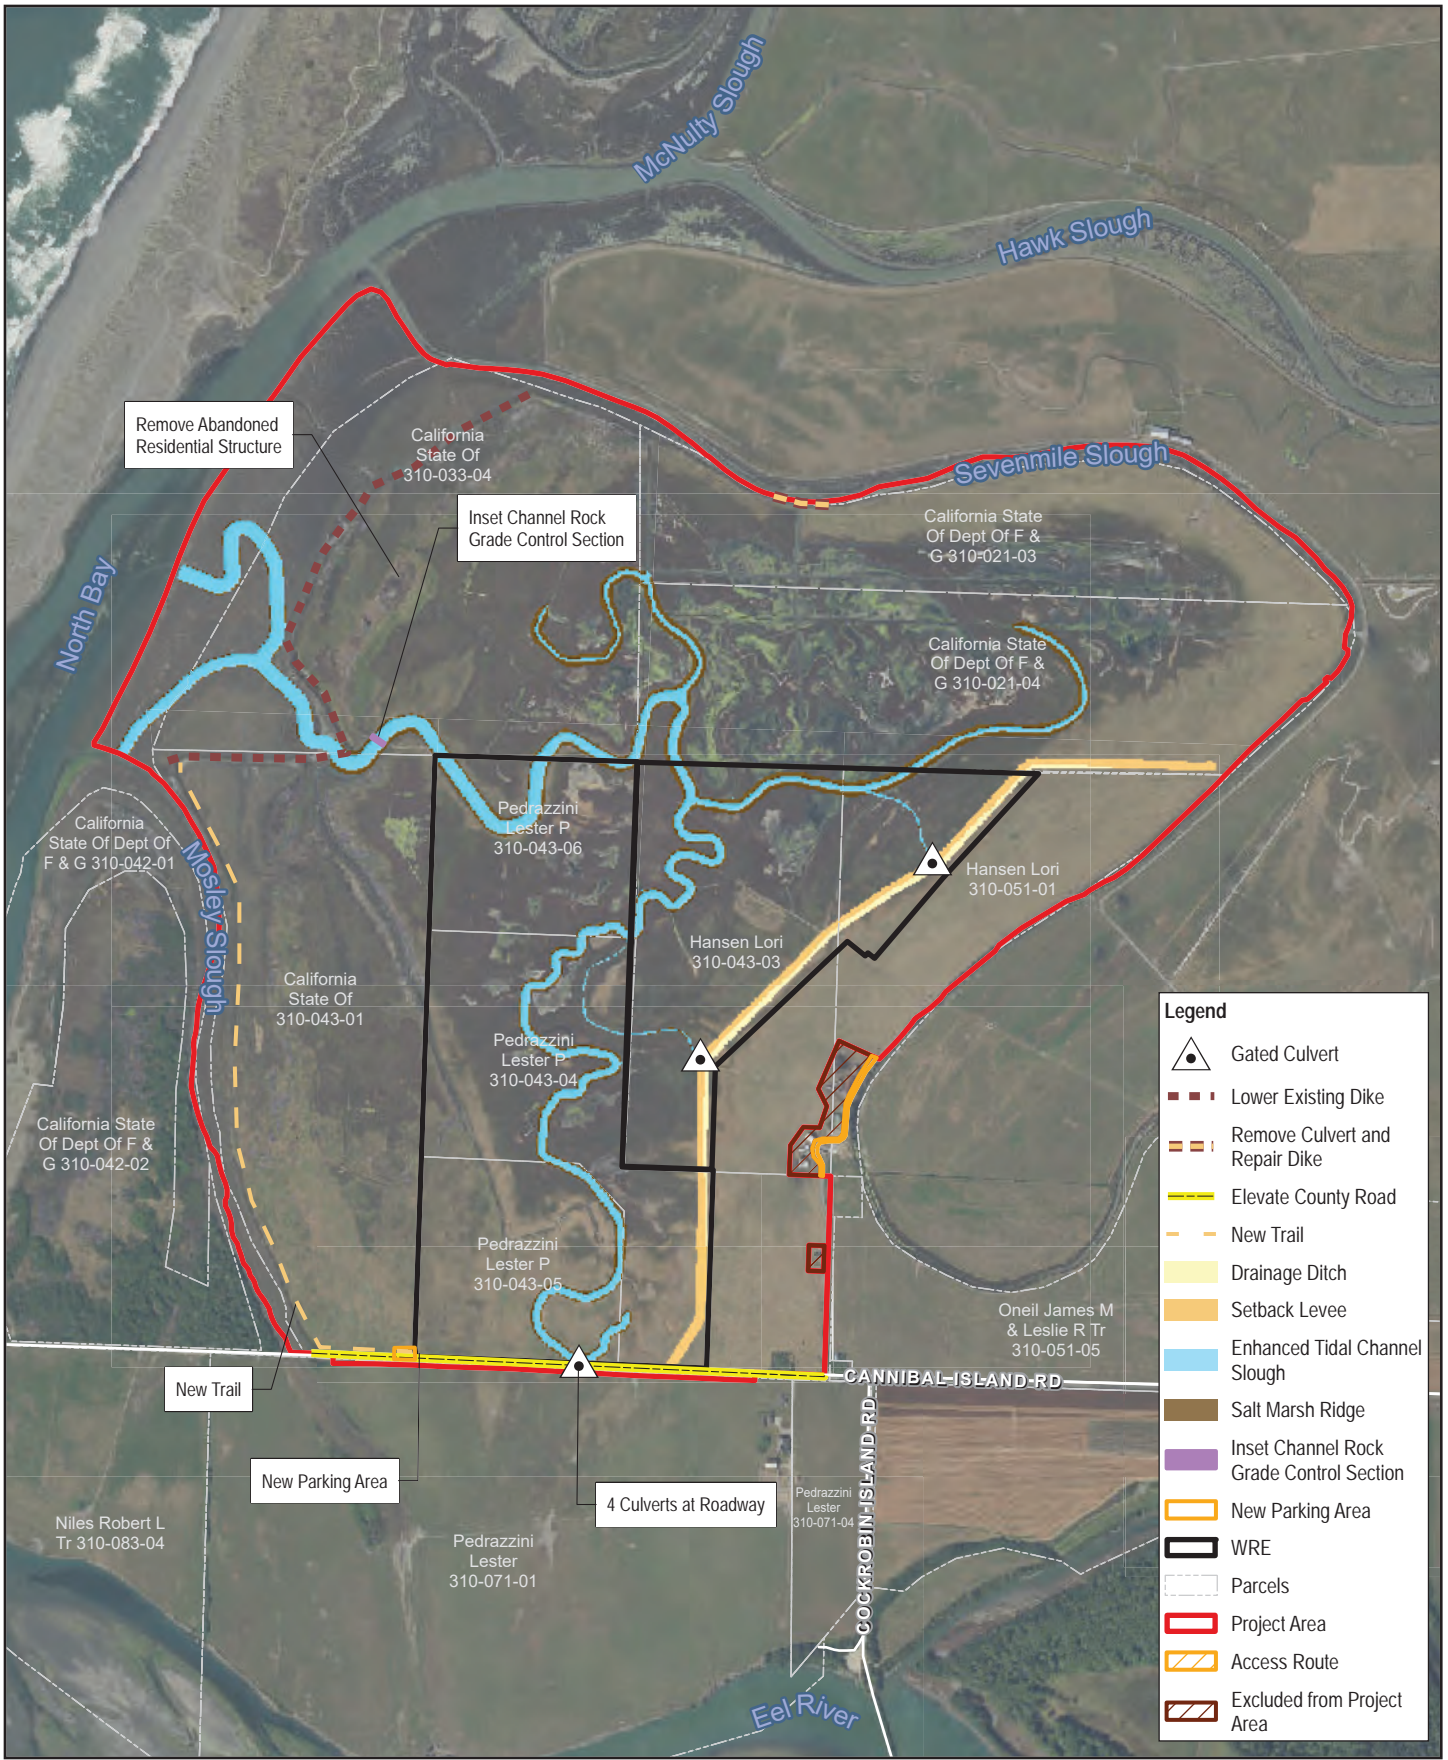 McNulty Slough
Hawk Slough
Remove Abandoned
Residential Structure
California
State Of
310-033-04
Sevenmile Slough
Inset Channel Rock
Grade Control Section
California State
Of Dept Of F &
G 310-021-03
North Bay
California State
Of Dept Of F &
G 310-021-04
Pedrazzini
Lester P
310-043-06
California
State Of Dept Of
F & G 310-042-01
Mosley Slough
Hansen Lori
310-051-01
Hansen Lori
310-043-03
California
State Of
310-043-01
Pedrazzini
Lester P
310-043-04
California State
Of Dept Of F &
G 310-042-02
Pedrazzini
Lester P
310-043-05
Oneil James M
& Leslie R Tr
310-051-05
New Trail
CANNIBAL-ISLAND-RD
COCKROBIN-ISLAND-RD
New Parking Area
4 Culverts at Roadway
Pedrazzini
Lester
310-071-04
Niles Robert L
Tr 310-083-04
Pedrazzini
Lester
310-071-01
Eel River
Legend
Gated Culvert
Lower Existing Dike
Remove Culvert and
Repair Dike
Elevate County Road
New Trail
Drainage Ditch
Setback Levee
Enhanced Tidal Channel
Slough
Salt Marsh Ridge
Inset Channel Rock
Grade Control Section
New Parking Area
WRE
Parcels
Project Area
Access Route
Excluded from Project
Area